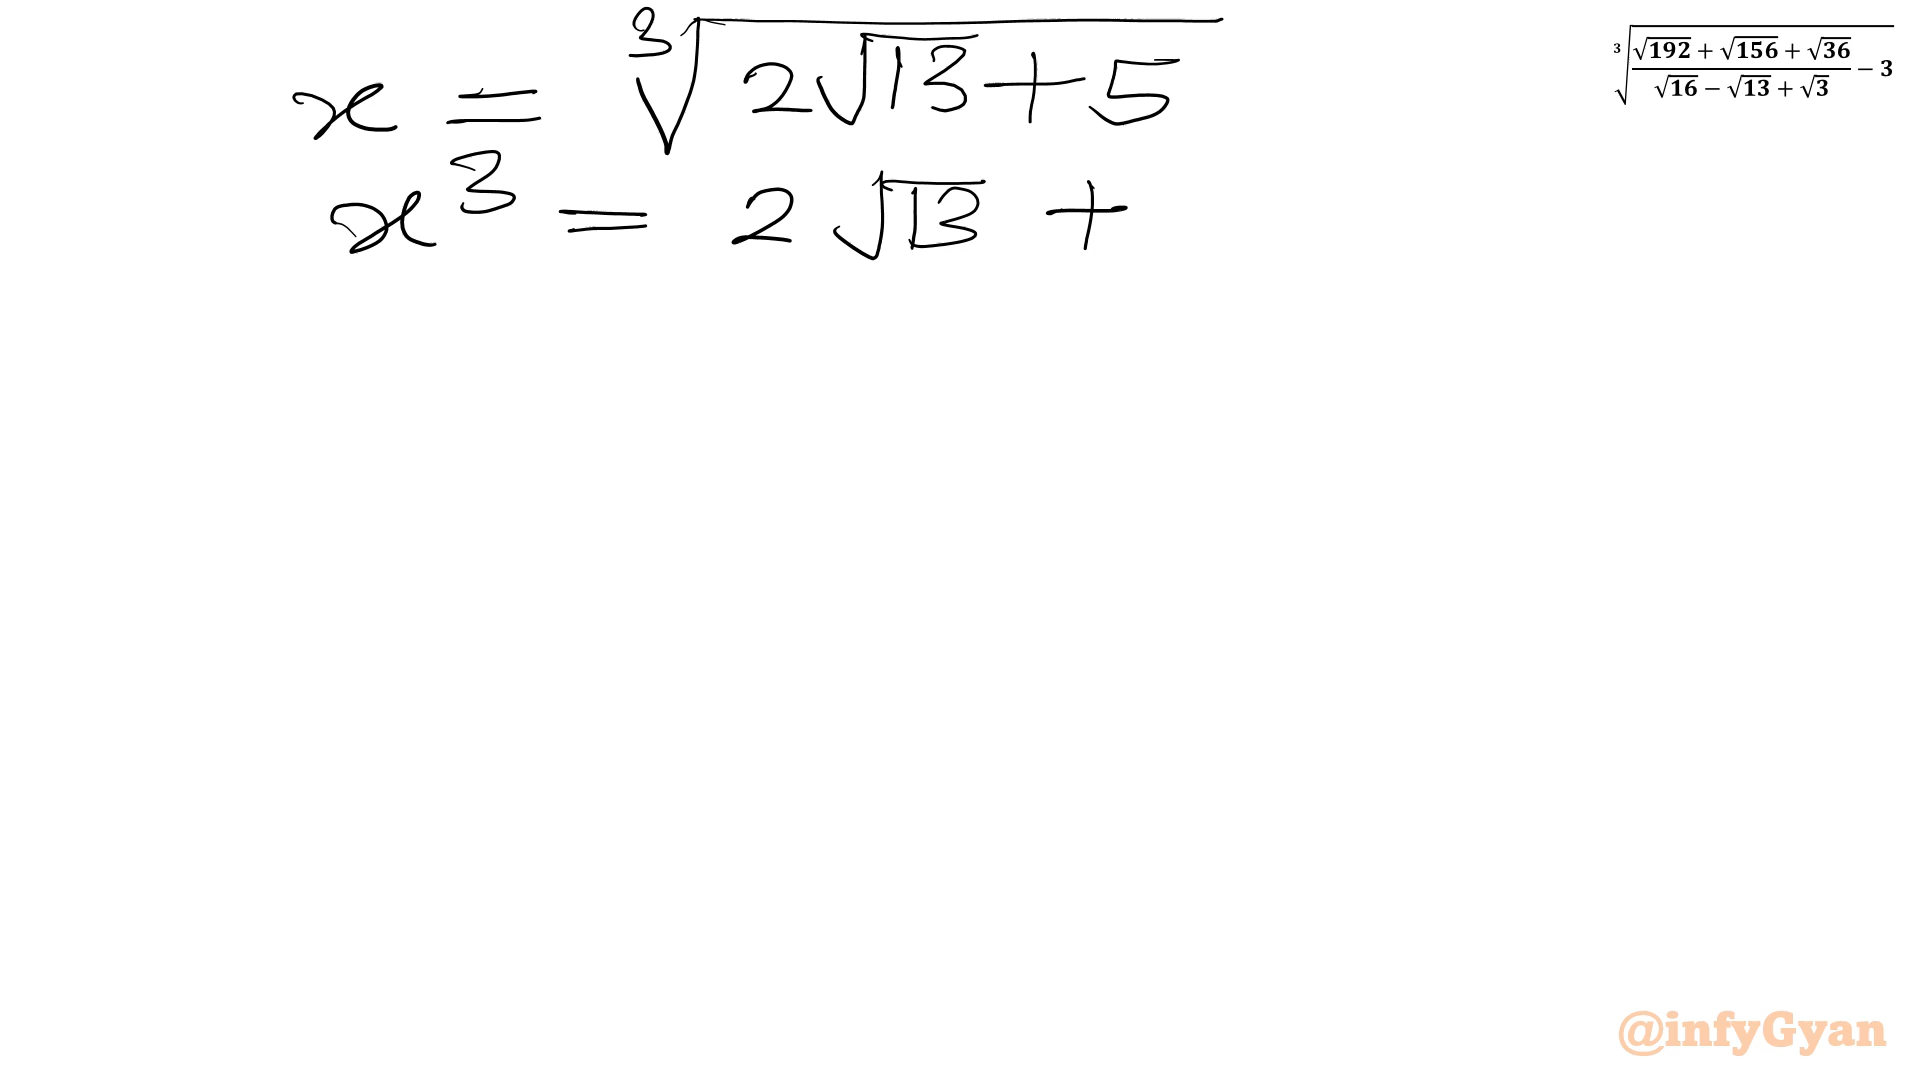 x = ∛(2√13 + 5)
x³ = 2√13 +
∛((√192 + √156 + √36)/(√16 − √13 + √3) − 3)
@infyGyan